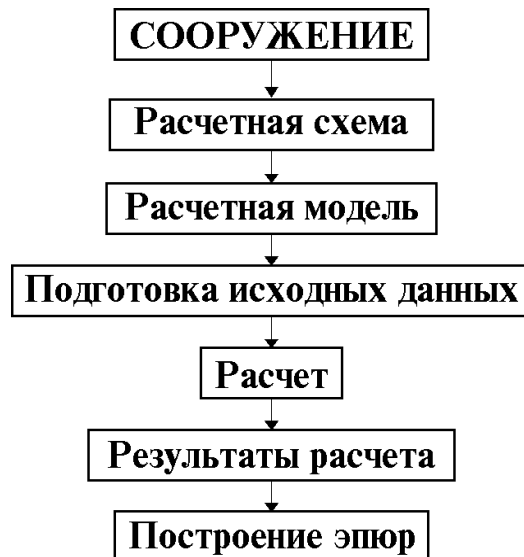 СООРУЖЕНИЕ
Расчетная схема
Расчетная модель
Подготовка исходных данных
Расчет
Результаты расчета
Построение эпюр